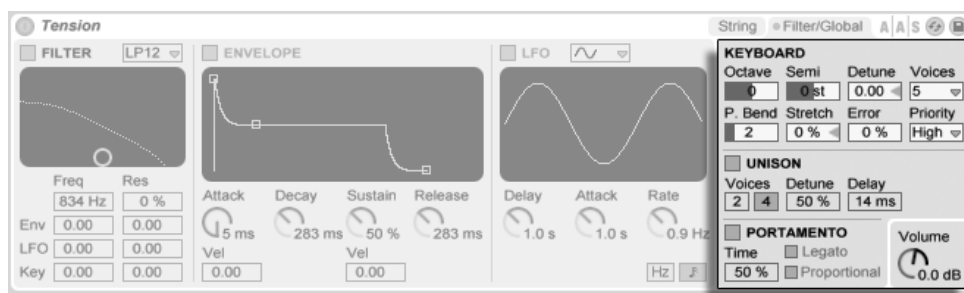 Tension
String Filter/Global A A S
FILTER LP12
Freq Res
834 Hz 0 %
Env 0.00 0.00
LFO 0.00 0.00
Key 0.00 0.00
ENVELOPE
Attack Decay Sustain Release
5 ms 283 ms 50 % 283 ms
Vel Vel
0.00 0.00
LFO
Delay Attack Rate
1.0 s 1.0 s 0.9 Hz
Hz
KEYBOARD
Octave Semi Detune Voices
0 0 st 0.00 5
P. Bend Stretch Error Priority
2 0 % 0 % High
UNISON
Voices Detune Delay
2 4 50 % 14 ms
PORTAMENTO
Time Legato
50 % Proportional
Volume
0.0 dB